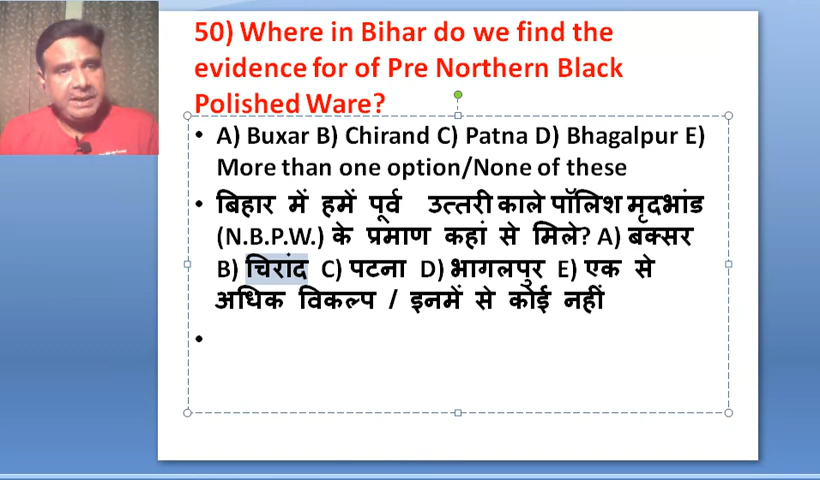 50) Where in Bihar do we find the
evidence for of Pre Northern Black
Polished Ware?
• A) Buxar B) Chirand C) Patna D) Bhagalpur E)
More than one option/None of these
• बिहार में हमें पूर्व उत्तरी काले पॉलिश मृदभांड
(N.B.P.W.) के प्रमाण कहां से मिले? A) बक्सर
B) चिरांद C) पटना D) भागलपुर E) एक से
अधिक विकल्प / इनमें से कोई नहीं
•